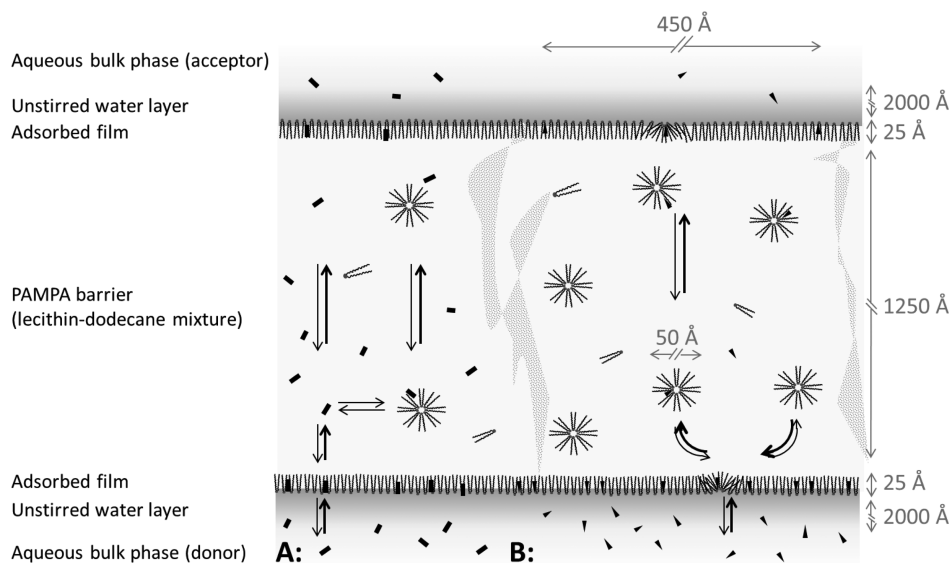 450 Å
Aqueous bulk phase (acceptor)
Unstirred water layer
2000 Å
Adsorbed film
25 Å
PAMPA barrier
(lecithin-dodecane mixture)
1250 Å
50 Å
Adsorbed film
25 Å
Unstirred water layer
2000 Å
Aqueous bulk phase (donor)
A:
B: